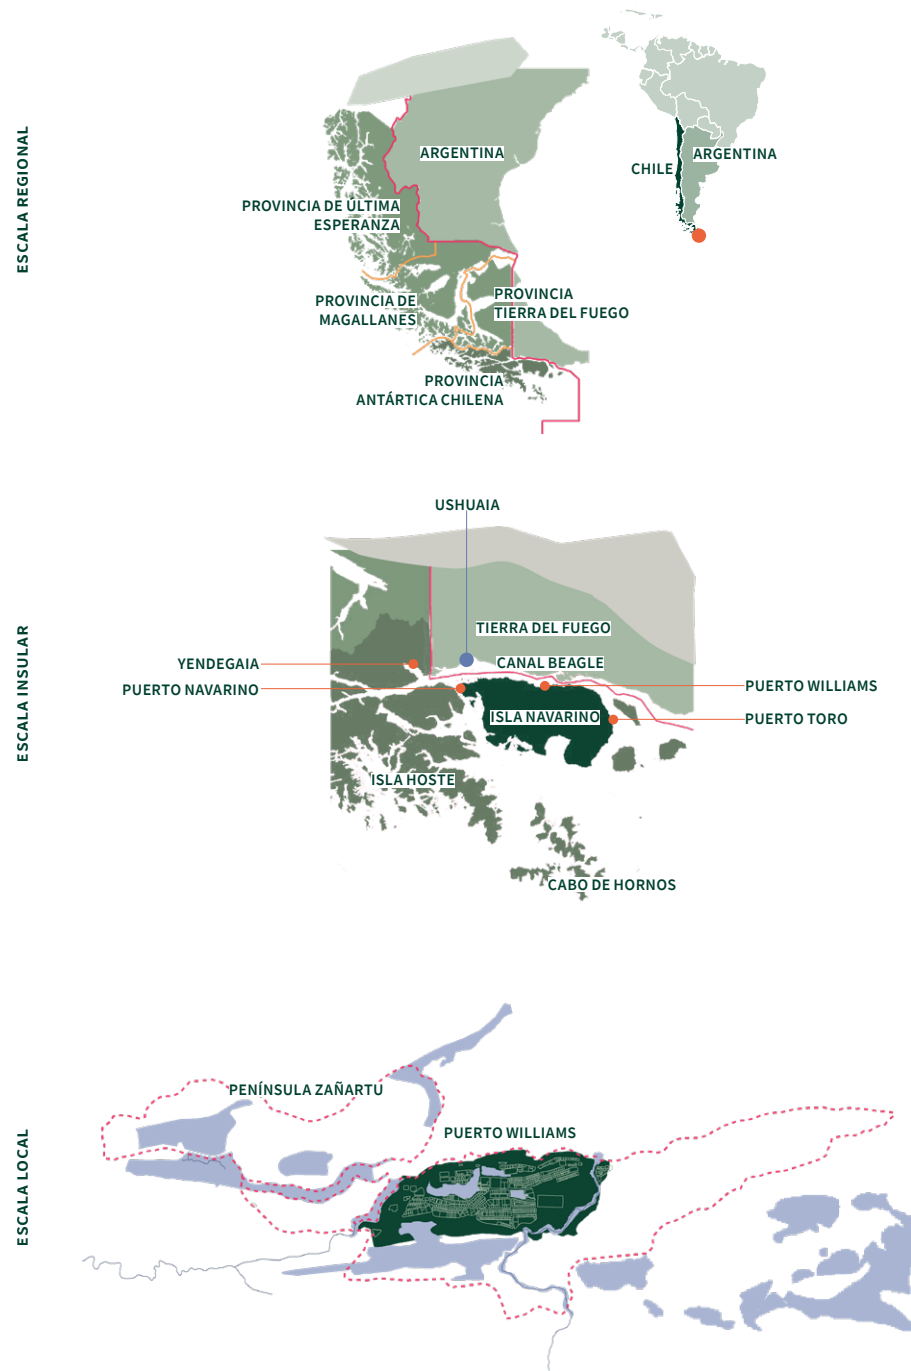 ESCALA REGIONAL
ARGENTINA
CHILE
ARGENTINA
PROVINCIA DE ÚLTIMA
ESPERANZA
PROVINCIA DE
MAGALLANES
PROVINCIA
TIERRA DEL FUEGO
PROVINCIA
ANTÁRTICA CHILENA
ESCALA INSULAR
USHUAIA
TIERRA DEL FUEGO
YENDEGAIA
CANAL BEAGLE
PUERTO NAVARINO
PUERTO WILLIAMS
ISLA NAVARINO
PUERTO TORO
ISLA HOSTE
CABO DE HORNOS
ESCALA LOCAL
PENÍNSULA ZAÑARTU
PUERTO WILLIAMS